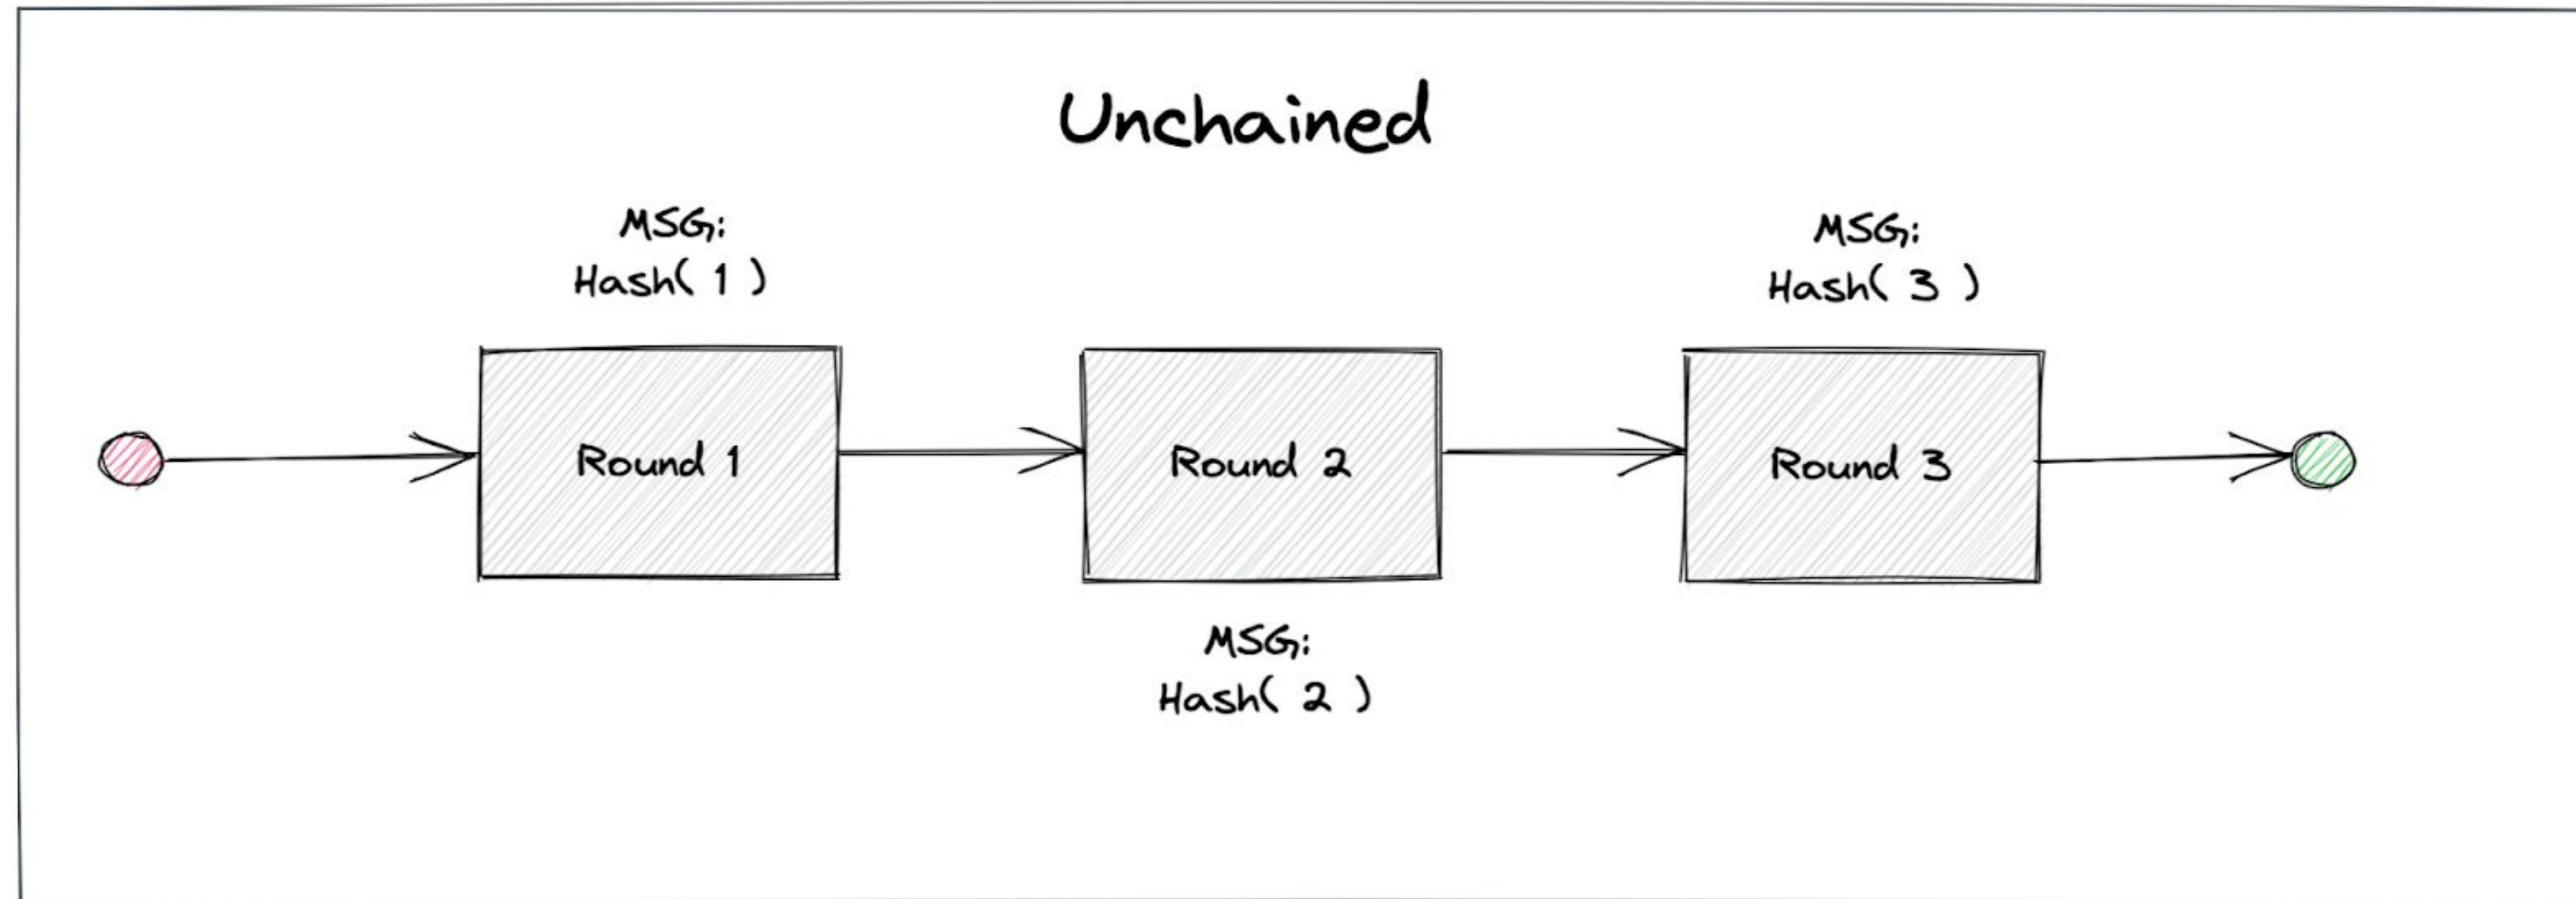 Unchained
MSG:
Hash( 1 )
MSG:
Hash( 3 )
Round 1
Round 2
Round 3
MSG:
Hash( 2 )